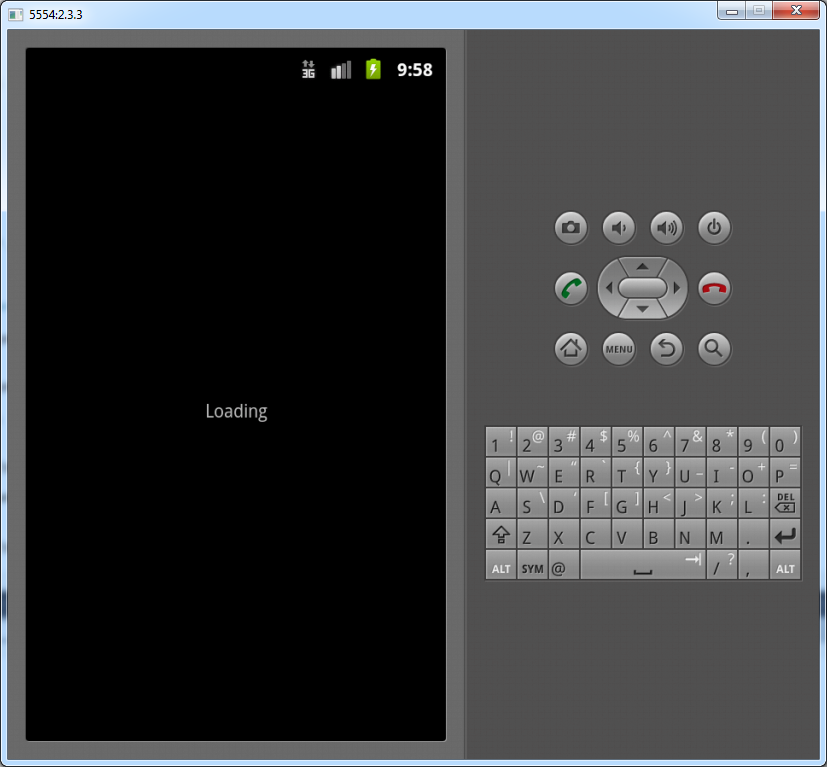 5554:2.3.3
3G 9:58
Loading
MENU
1 ! 2 @ 3 # 4 $ 5 % 6 ^ 7 & 8 * 9 ( 0 )
Q | W ~ E " R ` T { Y } U _ I - O + P =
A S \ D ' F [ G ] H < J > K ; L : DEL
Z X C V B N M .
ALT SYM @ / ? , ALT